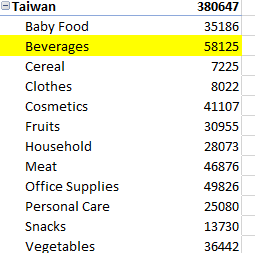 Taiwan 380647
Baby Food 35186
Beverages 58125
Cereal 7225
Clothes 8022
Cosmetics 41107
Fruits 30955
Household 28073
Meat 46876
Office Supplies 49826
Personal Care 25080
Snacks 13730
Vegetables 36442